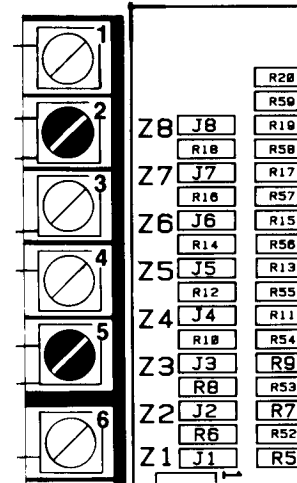 1
2
3
4
5
6
R20
R59
Z8 J8 R19
R18 R58
Z7 J7 R17
R16 R57
Z6 J6 R15
R14 R56
Z5 J5 R13
R12 R55
Z4 J4 R11
R10 R54
Z3 J3 R9
R8 R53
Z2 J2 R7
R6 R52
Z1 J1 R5